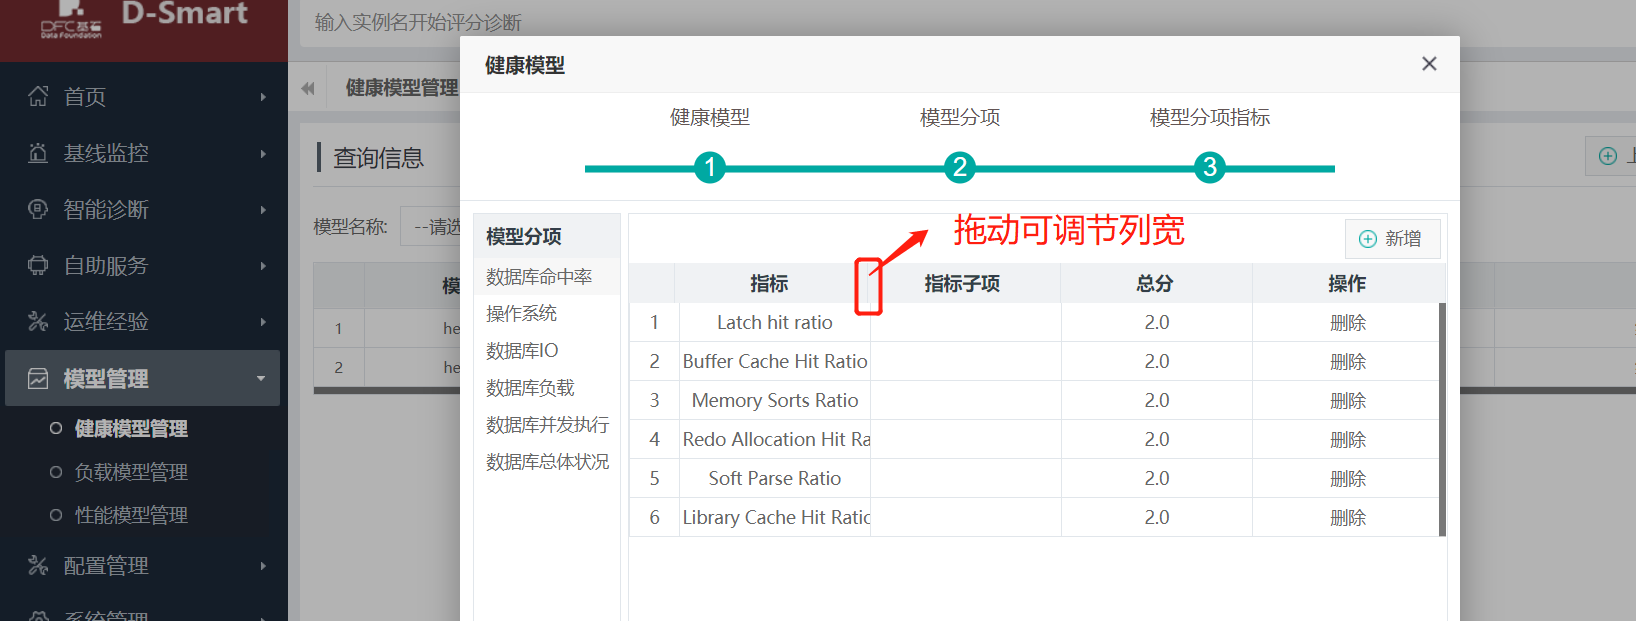 DFC基石
Data Foundation
D-Smart
首页
基线监控
智能诊断
自助服务
运维经验
模型管理
健康模型管理
负载模型管理
性能模型管理
配置管理
系统管理
输入实例名开始评分诊断
健康模型管理
查询信息
模型名称:
--请选
模
1 he
2 he
健康模型
健康模型 模型分项 模型分项指标
1 2 3
模型分项
数据库命中率
操作系统
数据库IO
数据库负载
数据库并发执行
数据库总体状况
拖动可调节列宽
新增
指标 指标子项 总分 操作
1 Latch hit ratio 2.0 删除
2 Buffer Cache Hit Ratio 2.0 删除
3 Memory Sorts Ratio 2.0 删除
4 Redo Allocation Hit Ra 2.0 删除
5 Soft Parse Ratio 2.0 删除
6 Library Cache Hit Ratio 2.0 删除